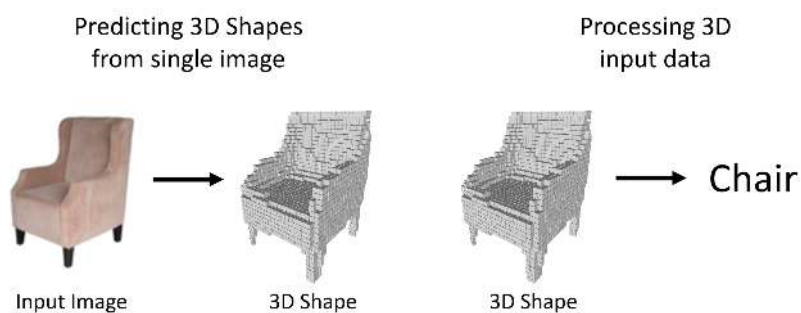 Predicting 3D Shapes
from single image
Processing 3D
input data
Chair
Input Image
3D Shape
3D Shape